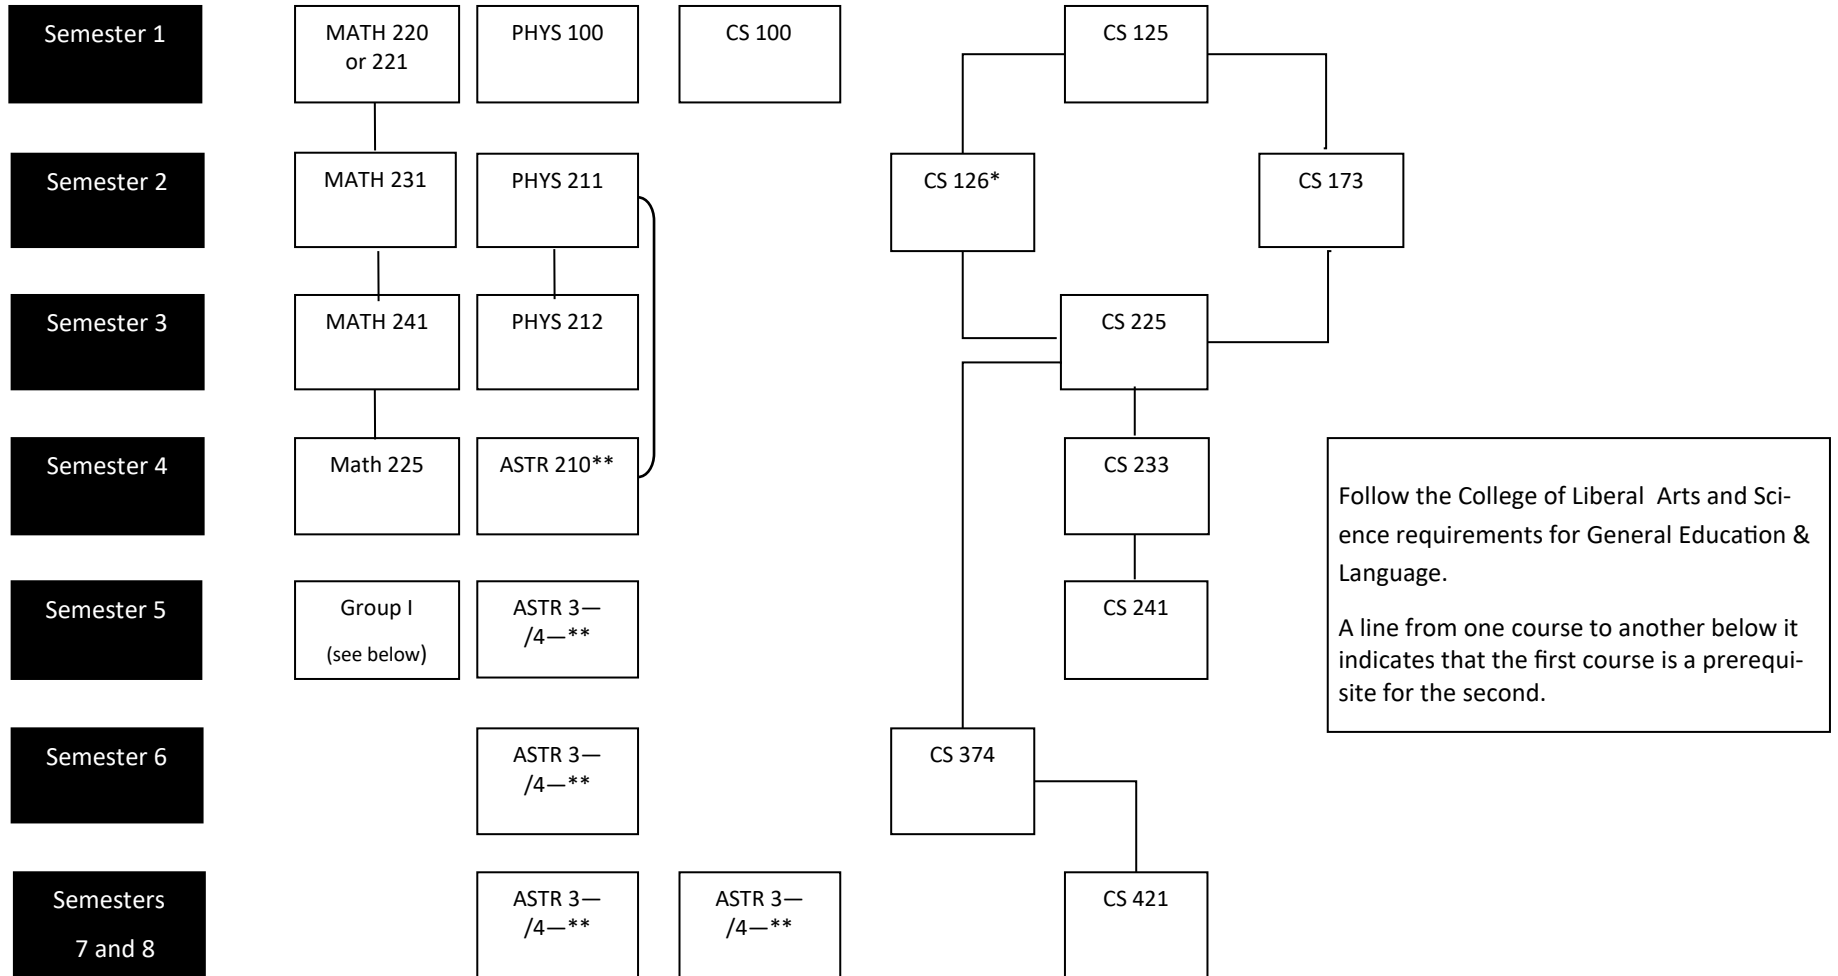 Semester 1
MATH 220
or 221
PHYS 100
CS 100
CS 125
Semester 2
MATH 231
PHYS 211
CS 126*
CS 173
Semester 3
MATH 241
PHYS 212
CS 225
Semester 4
Math 225
ASTR 210**
CS 233
Follow the College of Liberal Arts and Sci-
ence requirements for General Education &
Language.
A line from one course to another below it
indicates that the first course is a prerequi-
site for the second.
Semester 5
Group I
(see below)
ASTR 3—
/4—**
CS 241
Semester 6
ASTR 3—
/4—**
CS 374
Semesters
7 and 8
ASTR 3—
/4—**
ASTR 3—
/4—**
CS 421